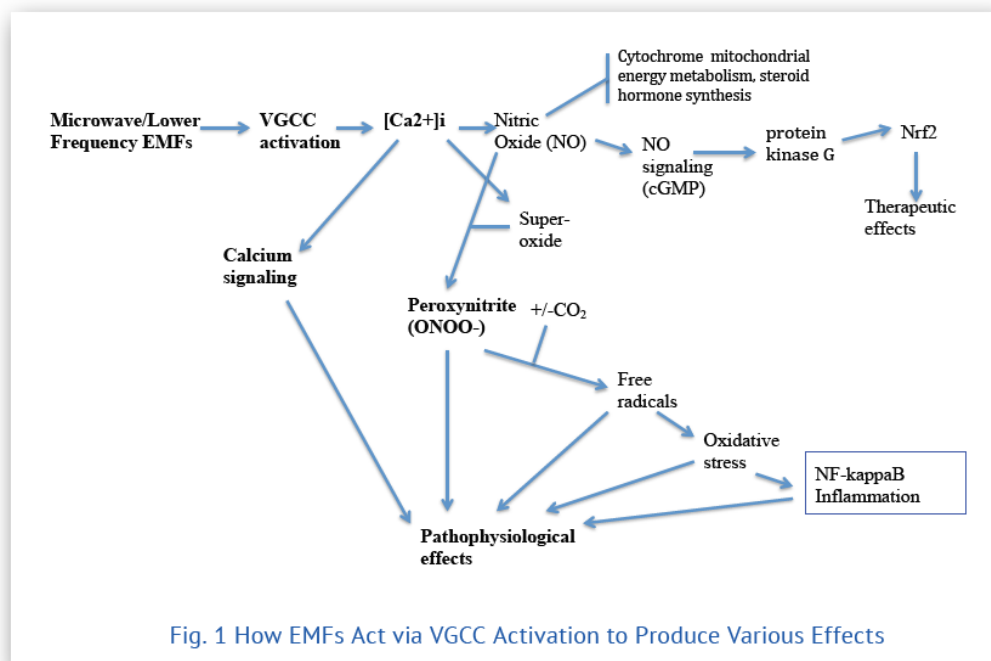 Cytochrome mitochondrial
energy metabolism, steroid
hormone synthesis
Microwave/Lower
Frequency EMFs
VGCC
activation
[Ca2+]i
Nitric
Oxide (NO)
NO
signaling
(cGMP)
protein
kinase G
Nrf2
Therapeutic
effects
Super-
oxide
Calcium
signaling
Peroxynitrite
(ONOO-)
+/-CO₂
Free
radicals
Oxidative
stress
NF-kappaB
Inflammation
Pathophysiological
effects
Fig. 1 How EMFs Act via VGCC Activation to Produce Various Effects